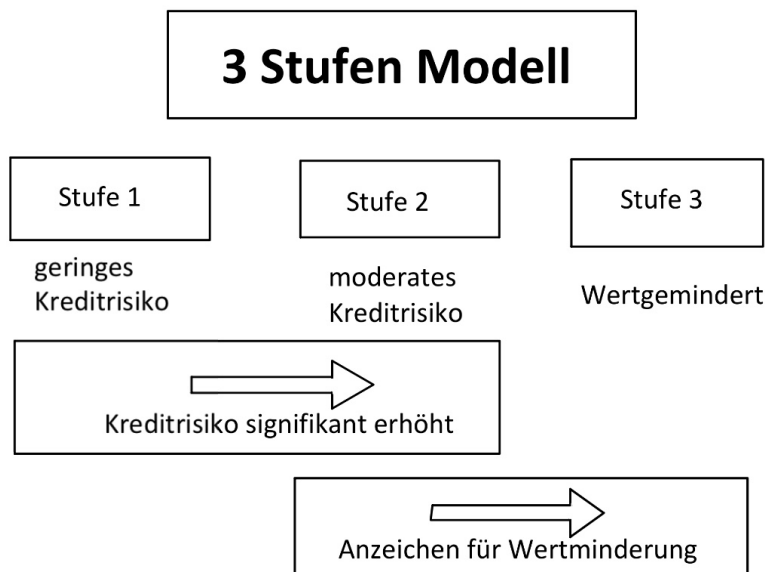 3 Stufen Modell
Stufe 1
Stufe 2
Stufe 3
geringes
Kreditrisiko
moderates
Kreditrisiko
Wertgemindert
Kreditrisiko signifikant erhöht
Anzeichen für Wertminderung